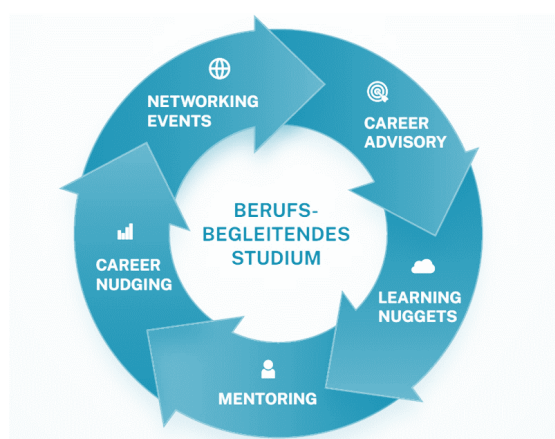 NETWORKING
EVENTS
CAREER
ADVISORY
BERUFS-
BEGLEITENDES
STUDIUM
CAREER
NUDGING
LEARNING
NUGGETS
MENTORING